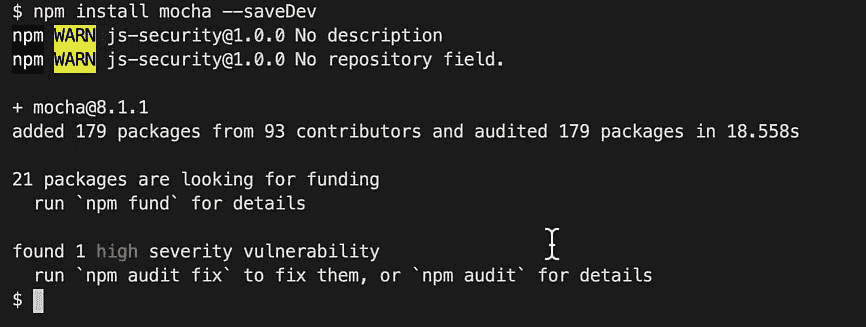 $ npm install mocha --saveDev
npm WARN js-security@1.0.0 No description
npm WARN js-security@1.0.0 No repository field.
+ mocha@8.1.1
added 179 packages from 93 contributors and audited 179 packages in 18.558s
21 packages are looking for funding
run `npm fund` for details
found 1 high severity vulnerability
run `npm audit fix` to fix them, or `npm audit` for details
$